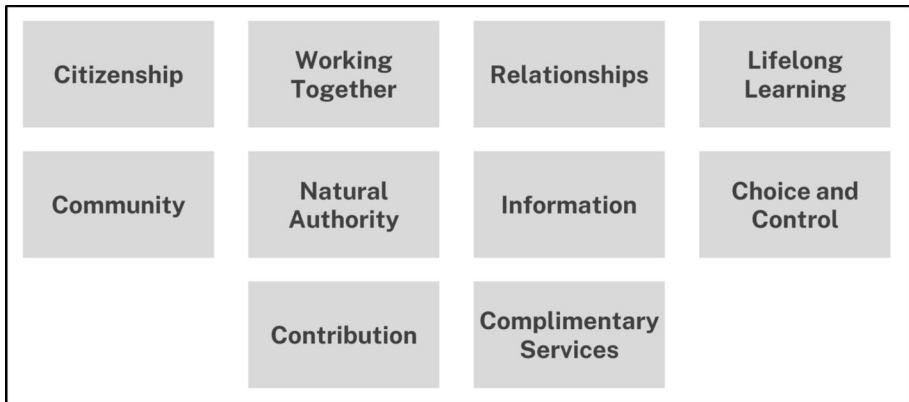 Citizenship
Working
Together
Relationships
Lifelong
Learning
Community
Natural
Authority
Information
Choice and
Control
Contribution
Complimentary
Services